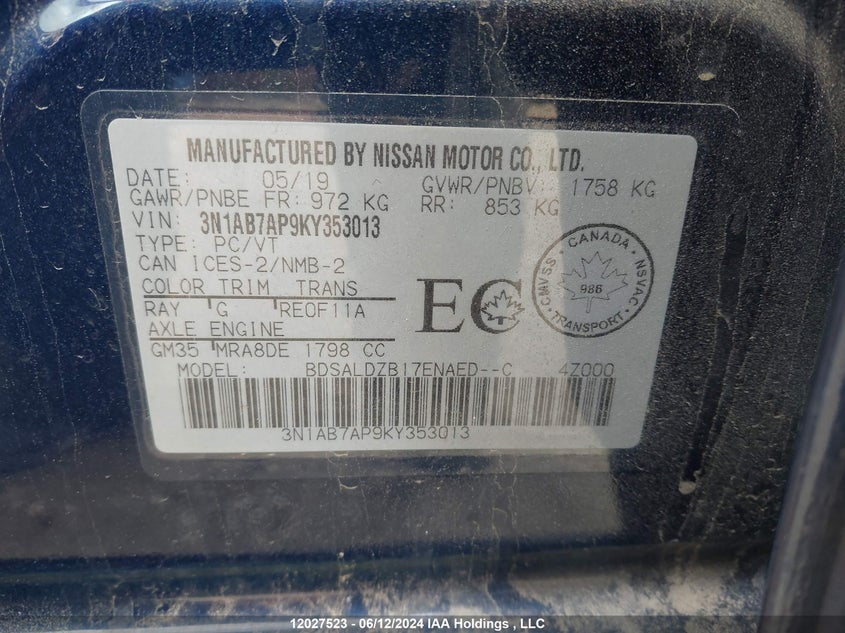 MANUFACTURED BY NISSAN MOTOR CO., LTD.
DATE: 05/19 GVWR/PNBV: 1758 KG
GAWR/PNBE FR: 972 KG RR: 853 KG
VIN: 3N1AB7AP9KY353013
TYPE: PC/VT
CAN ICES-2/NMB-2
COLOR TRIM TRANS
RAY G RE0F11A
AXLE ENGINE
GM35 MRA8DE 1798 CC
EC
CANADA
CMVSS NSVAC
986
TRANSPORT
MODEL: BDSALDZB17ENAED--C 4Z000
3N1AB7AP9KY353013
12027523 - 06/12/2024 IAA Holdings, LLC